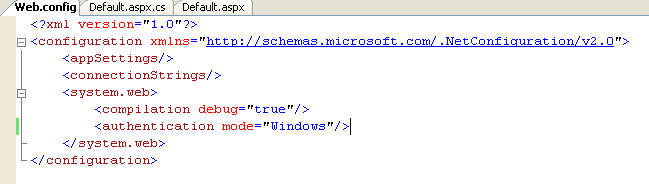 Web.config Default.aspx.cs Default.aspx
<?xml version="1.0"?>
<configuration xmlns="http://schemas.microsoft.com/.NetConfiguration/v2.0">
<appSettings/>
<connectionStrings/>
<system.web>
<compilation debug="true"/>
<authentication mode="Windows"/>
</system.web>
</configuration>